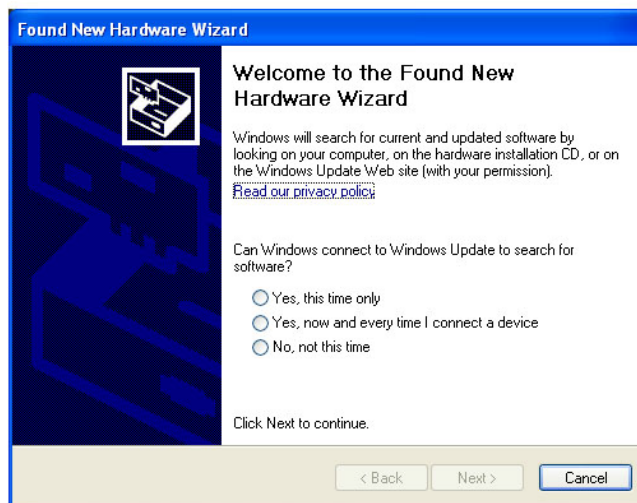 Found New Hardware Wizard
Welcome to the Found New
Hardware Wizard
Windows will search for current and updated software by
looking on your computer, on the hardware installation CD, or on
the Windows Update Web site (with your permission).
Read our privacy policy
Can Windows connect to Windows Update to search for
software?
Yes, this time only
Yes, now and every time I connect a device
No, not this time
Click Next to continue.
< Back Next > Cancel